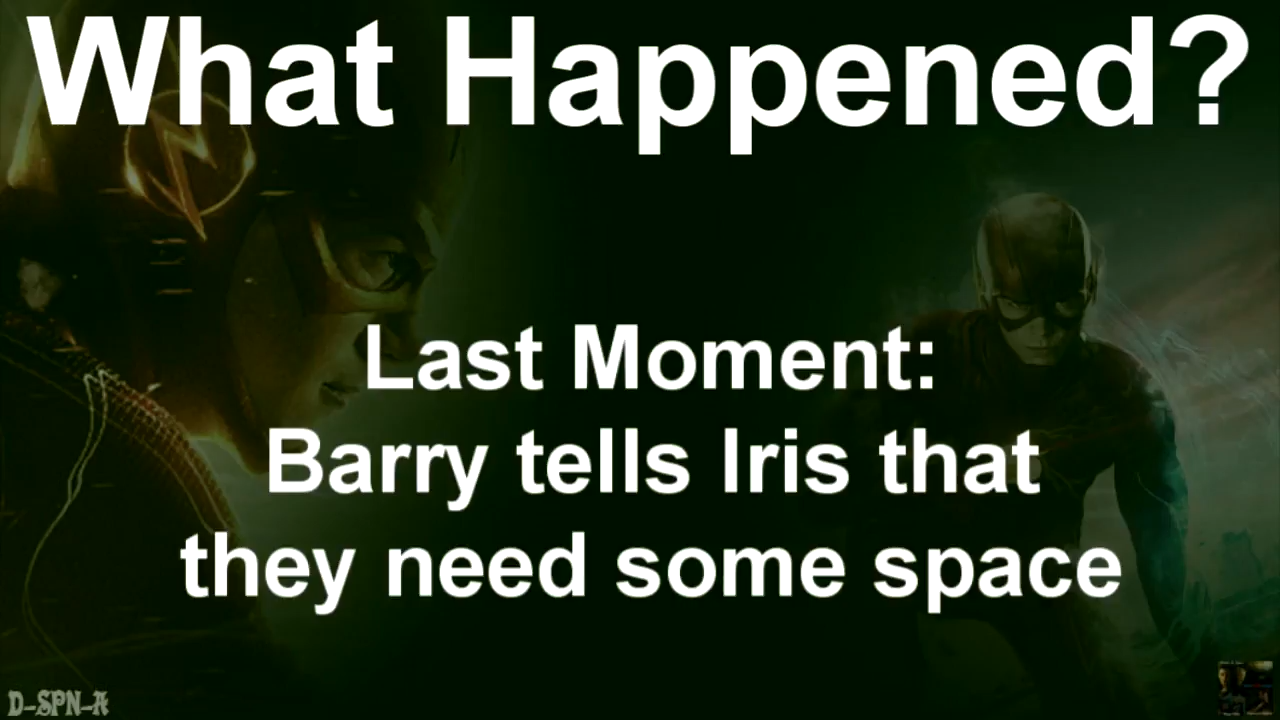 What Happened?
Last Moment:
Barry tells Iris that
they need some space
D-SPN-A